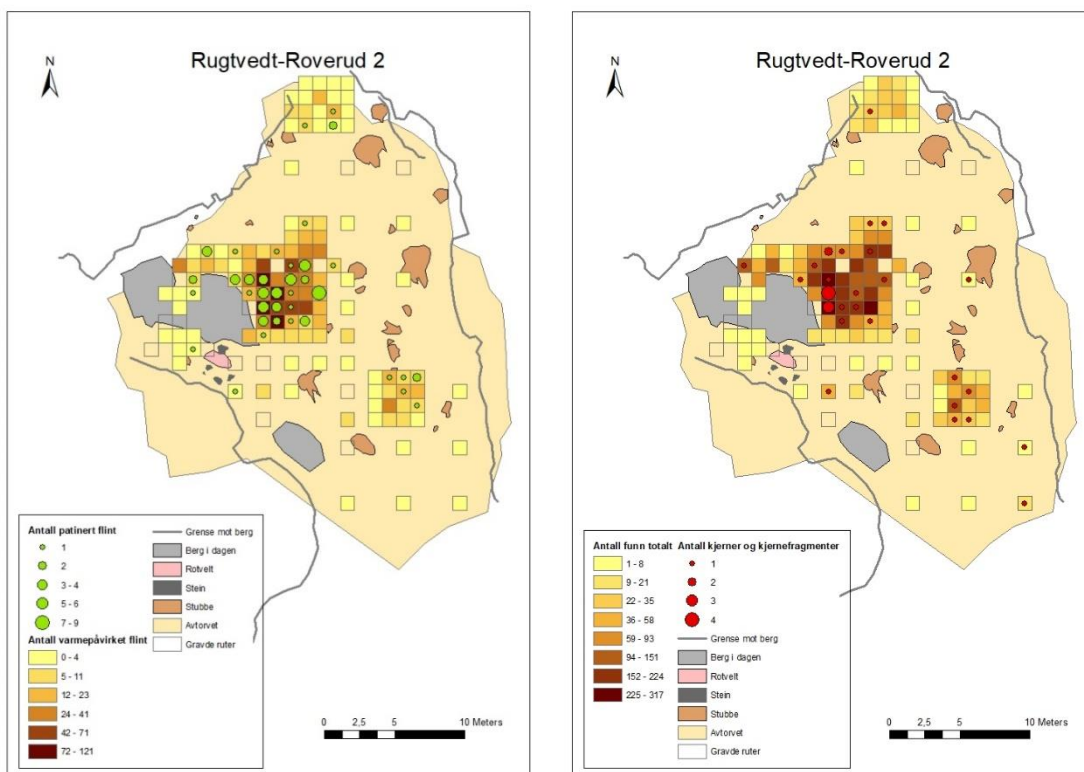 Rugtvedt-Roverud 2
N
Antall patinert flint
1
2
3 - 4
5 - 6
7 - 9
Antall varmepåvirket flint
0 - 4
5 - 11
12 - 23
24 - 41
42 - 71
72 - 121
Grense mot berg
Berg i dagen
Rotvelt
Stein
Stubbe
Avtorvet
Gravde ruter
0 2,5 5 10 Meters
Rugtvedt-Roverud 2
N
Antall funn totalt
1 - 8
9 - 21
22 - 35
36 - 58
59 - 93
94 - 151
152 - 224
225 - 317
Antall kjerner og kjernefragmenter
1
2
3
4
Grense mot berg
Berg i dagen
Rotvelt
Stein
Stubbe
Avtorvet
Gravde ruter
0 2,5 5 10 Meters